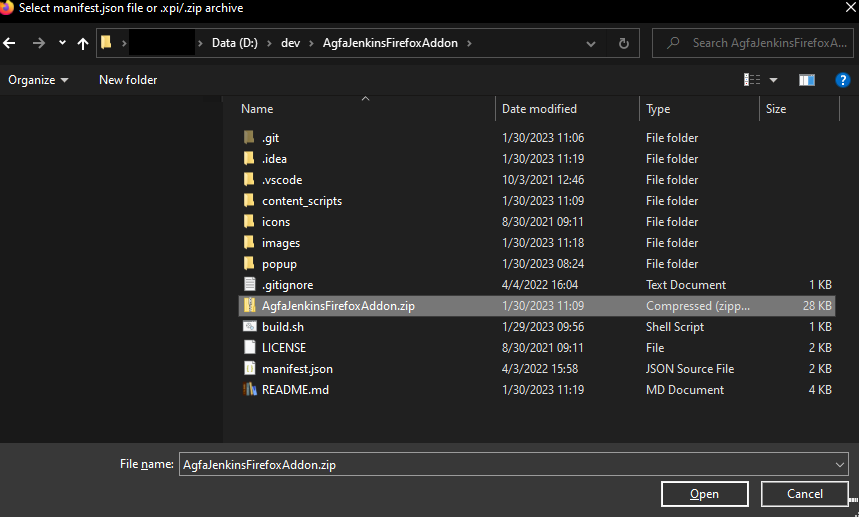 Select manifest.json file or .xpi/.zip archive
Data (D:) dev AgfaJenkinsFirefoxAddon
Search AgfaJenkinsFirefoxA...
Organize New folder
Name Date modified Type Size
.git 1/30/2023 11:06 File folder
.idea 1/30/2023 11:19 File folder
.vscode 10/3/2021 12:46 File folder
content_scripts 1/30/2023 11:09 File folder
icons 8/30/2021 09:11 File folder
images 1/30/2023 11:18 File folder
popup 1/30/2023 08:24 File folder
.gitignore 4/4/2022 16:04 Text Document 1 KB
AgfaJenkinsFirefoxAddon.zip 1/30/2023 11:09 Compressed (zipp... 28 KB
build.sh 1/29/2023 09:56 Shell Script 1 KB
LICENSE 8/30/2021 09:11 File 2 KB
manifest.json 4/3/2022 15:58 JSON Source File 2 KB
README.md 1/30/2023 11:19 MD Document 4 KB
File name: AgfaJenkinsFirefoxAddon.zip
Open Cancel